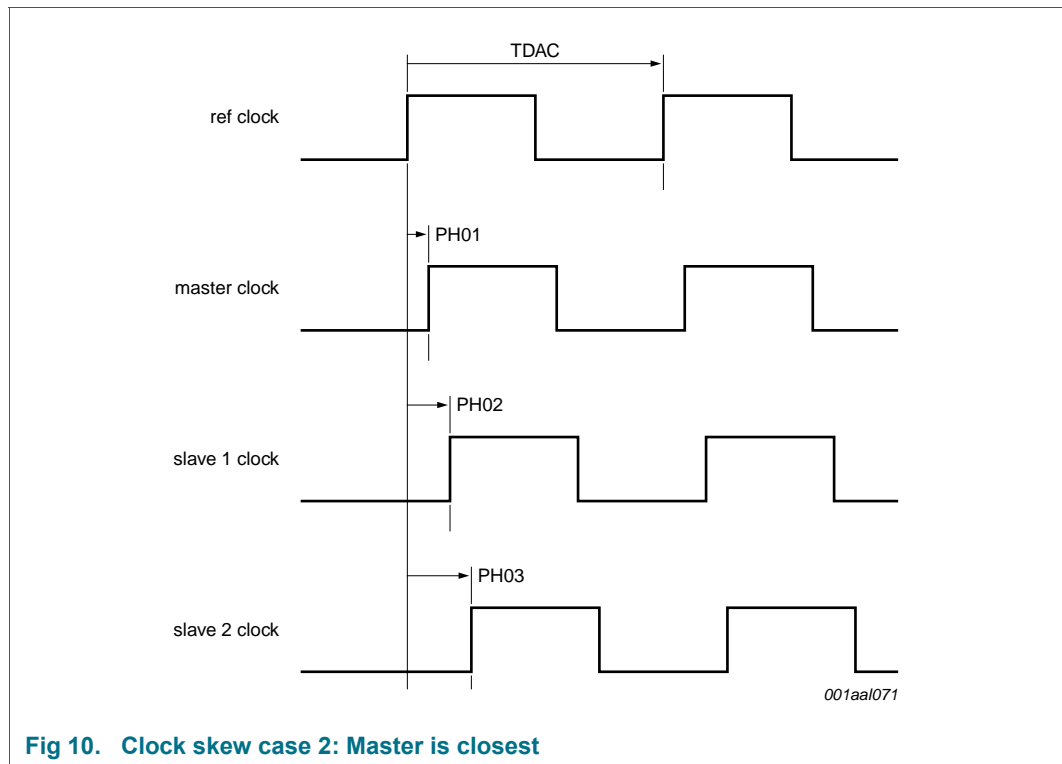 TDAC
ref clock
PH01
master clock
PH02
slave 1 clock
PH03
slave 2 clock
001aal071
Fig 10. Clock skew case 2: Master is closest